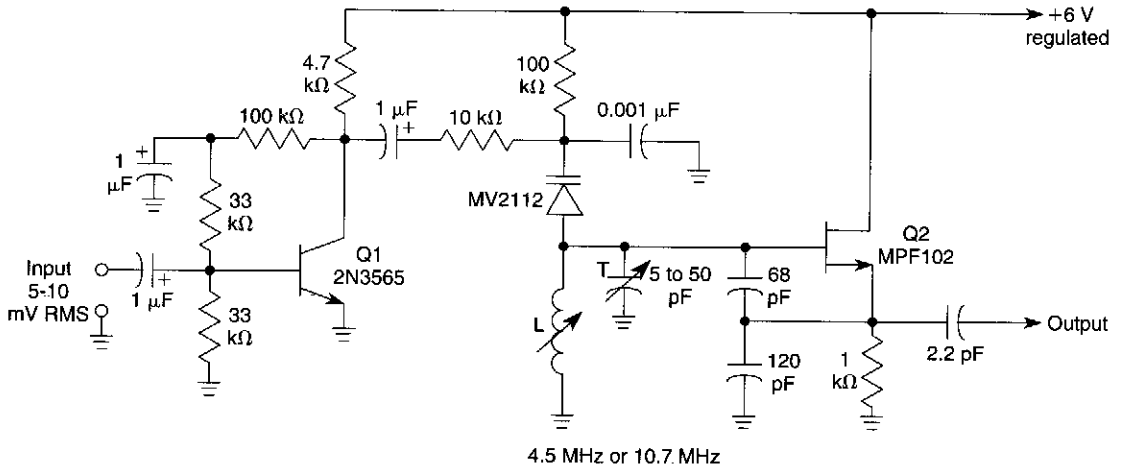 +6 V
regulated
4.7
kΩ
100
kΩ
100 kΩ
1 μF
+
10 kΩ
0.001 μF
+
1
μF
33
kΩ
MV2112
Q1
2N3565
Q2
MPF102
Input
5-10
mV RMS
1 μF
+
33
kΩ
T
5 to 50
pF
68
pF
L
120
pF
1
kΩ
2.2 pF
Output
4.5 MHz or 10.7 MHz